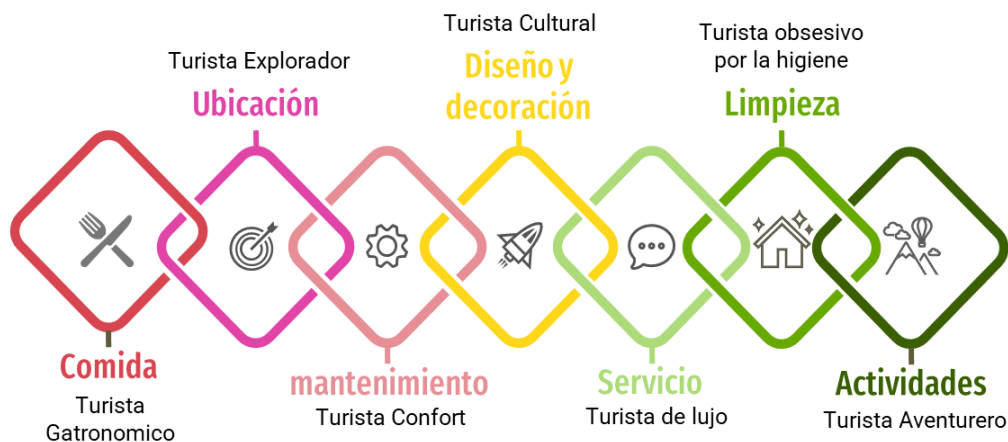 Turista Cultural
Diseño y
decoración
Turista Explorador
Ubicación
Turista obsesivo
por la higiene
Limpieza
Comida
Turista
Gatronomico
mantenimiento
Turista Confort
Servicio
Turista de lujo
Actividades
Turista Aventurero